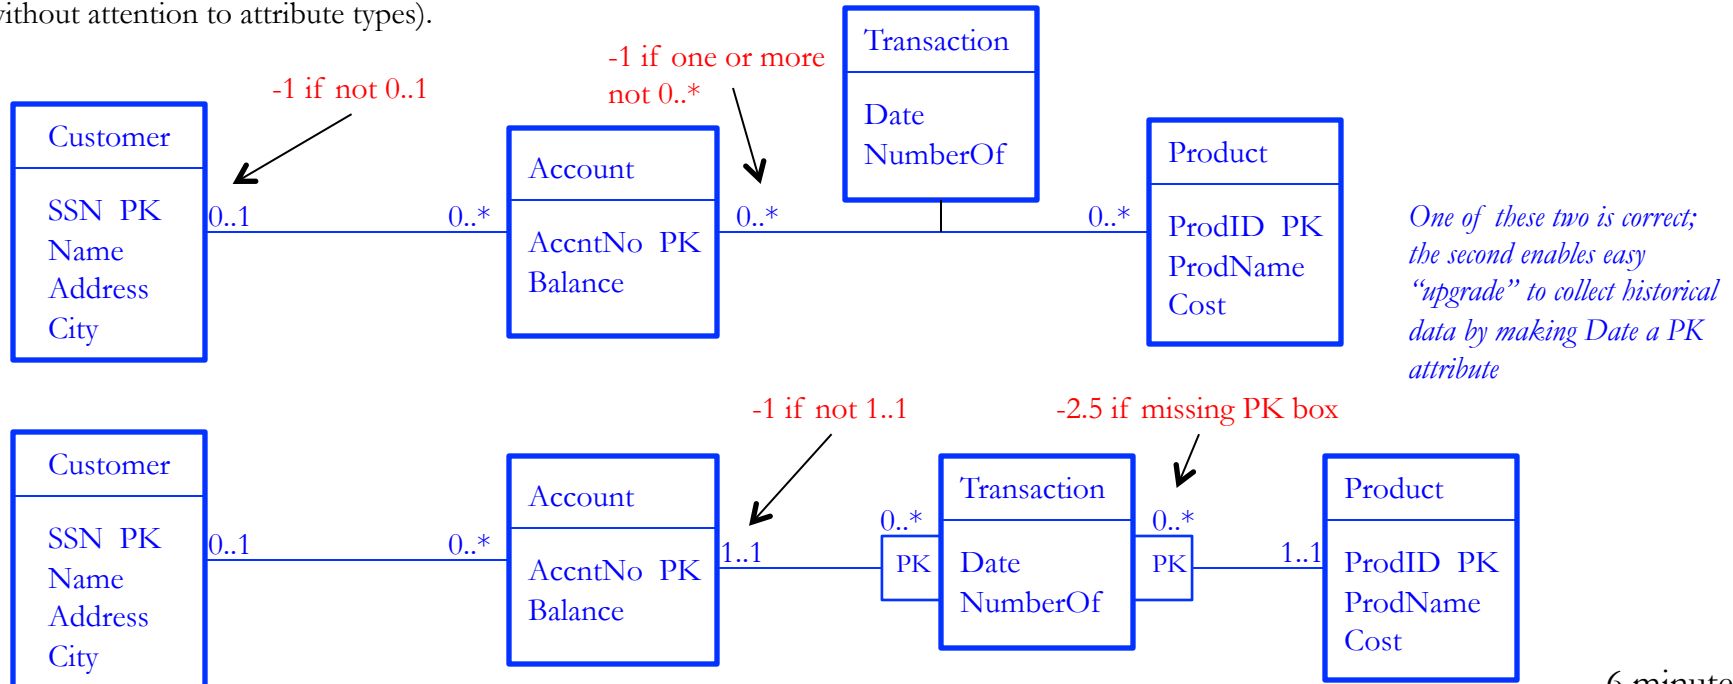 without attention to attribute types).
-1 if not 0..1
-1 if one or more
not 0..*
Customer
SSN PK
Name
Address
City
0..1
0..*
Account
AccntNo PK
Balance
0..*
Transaction
Date
NumberOf
0..*
Product
ProdID PK
ProdName
Cost
One of these two is correct;
the second enables easy
“upgrade” to collect historical
data by making Date a PK
attribute
-1 if not 1..1
-2.5 if missing PK box
Customer
SSN PK
Name
Address
City
0..1
0..*
Account
AccntNo PK
Balance
1..1
0..*
PK
Transaction
Date
NumberOf
0..*
PK
1..1
Product
ProdID PK
ProdName
Cost
6 minute